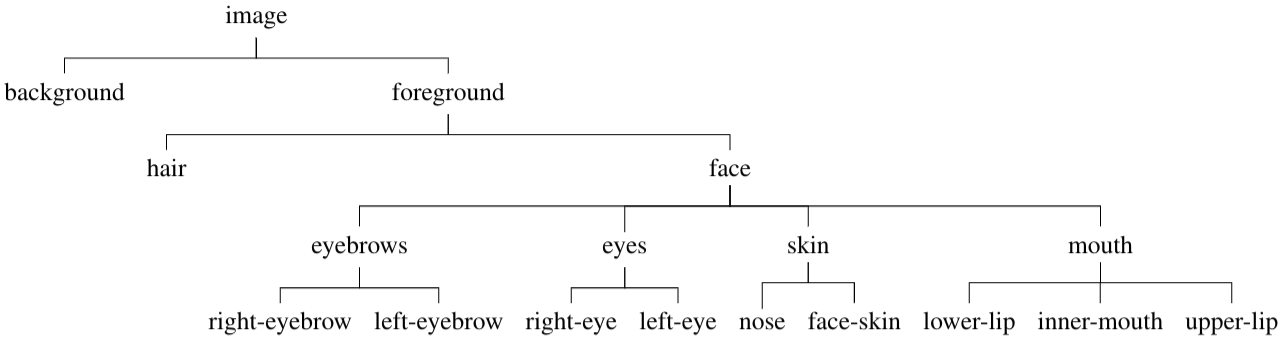 image
background foreground
hair face
eyebrows eyes skin mouth
right-eyebrow left-eyebrow right-eye left-eye nose face-skin lower-lip inner-mouth upper-lip